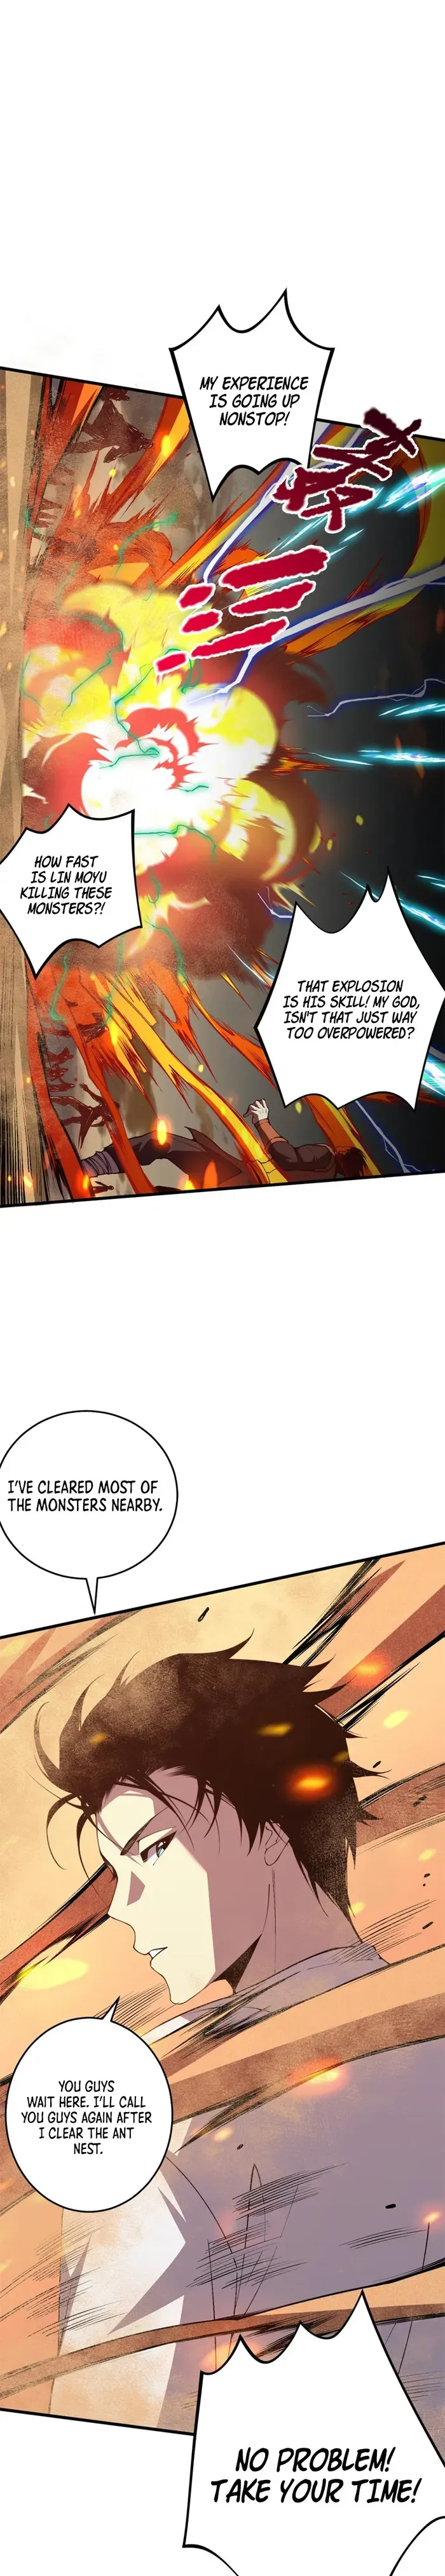 MY EXPERIENCE
IS GOING UP
NONSTOP!
HOW FAST
IS LIN MOYU
KILLING THESE
MONSTERS?!
THAT EXPLOSION
IS HIS SKILL! MY GOD,
ISN'T THAT JUST WAY
TOO OVERPOWERED?
I'VE CLEARED MOST OF
THE MONSTERS NEARBY.
YOU GUYS
WAIT HERE. I'LL CALL
YOU GUYS AGAIN AFTER
I CLEAR THE ANT
NEST.
NO PROBLEM!
TAKE YOUR TIME!